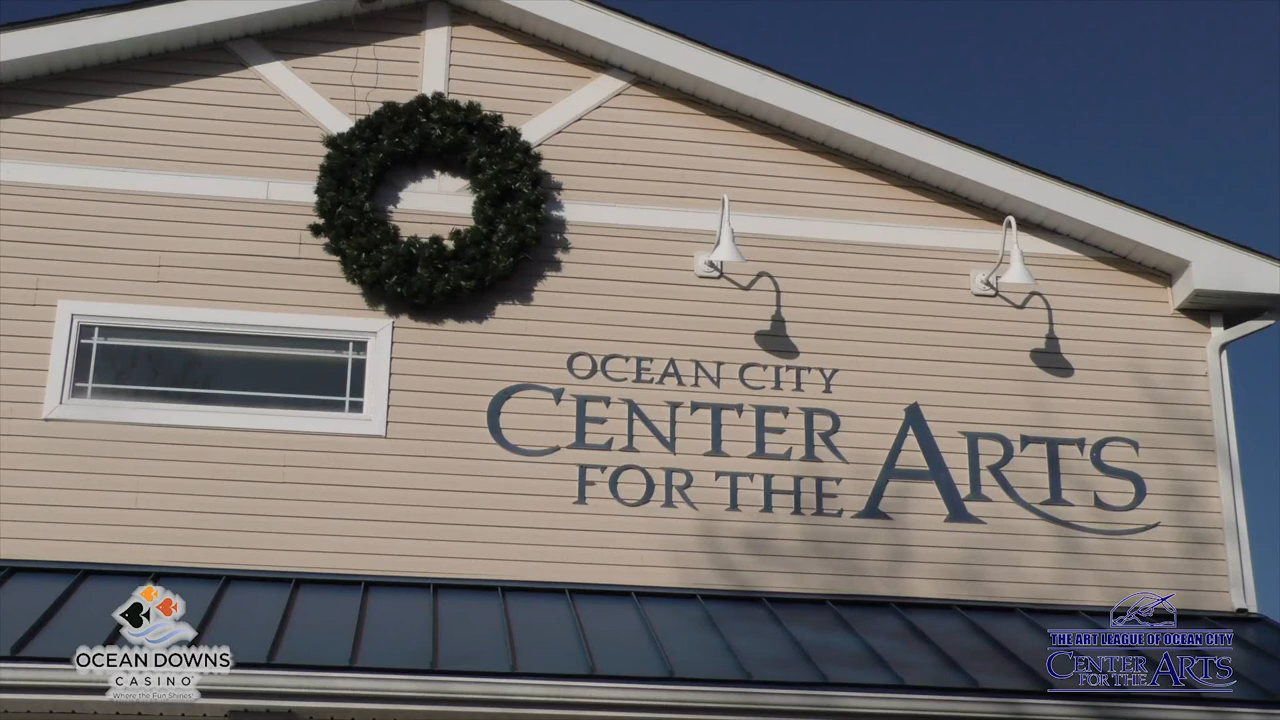 OCEAN CITY
CENTER
FOR THE ARTS
OCEAN DOWNS
CASINO
Where the Fun Shines!
THE ART LEAGUE OF OCEAN CITY
CENTER
FOR THE ARTS